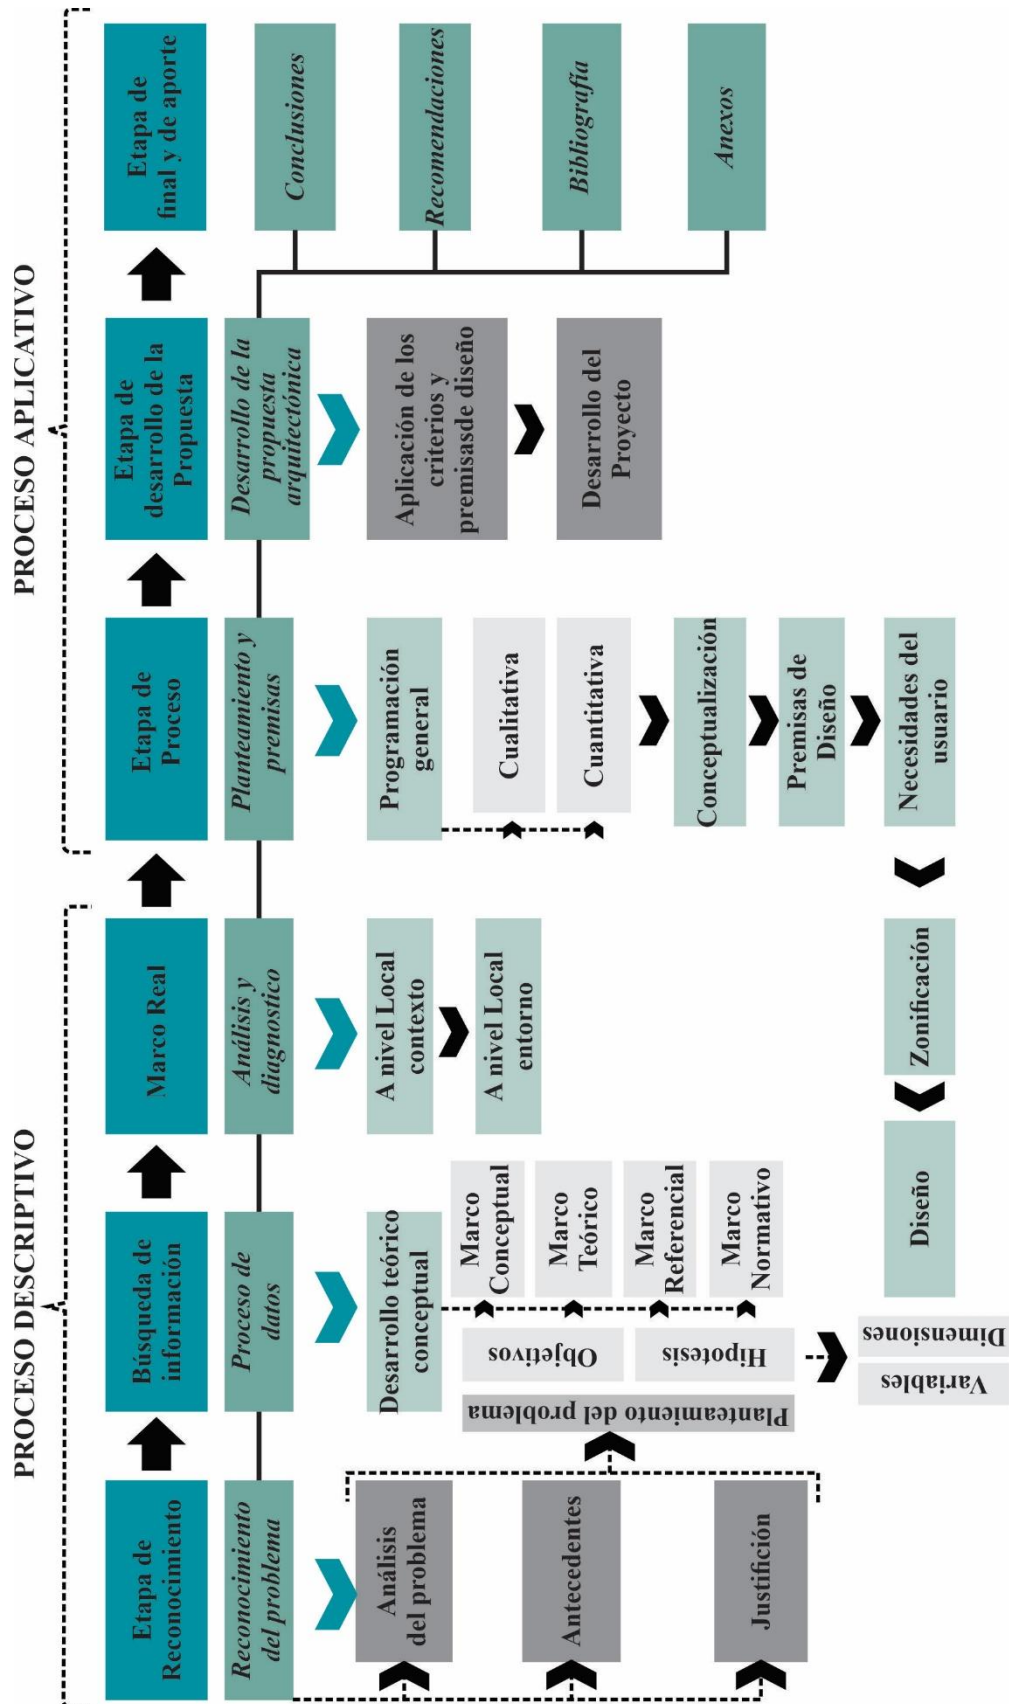 PROCESO DESCRIPTIVO
PROCESO APLICATIVO
Etapa de
Reconocimiento
Búsqueda de
información
Marco Real
Etapa de
Proceso
Etapa de
desarrollo de la
Propuesta
Etapa de
final y de aporte
Reconocimiento
del problema
Proceso de
datos
Análisis y
diagnostico
Planteamiento y
premisas
Desarrollo de la
propuesta
arquitectónica
Conclusiones
Recomendaciones
Bibliografía
Anexos
Análisis
del problema
Antecedentes
Justifición
Planteamiento del problema
Objetivos
Hipotesis
Variables
Dimensiones
Desarrollo teórico
conceptual
Marco
Conceptual
Marco
Teórico
Marco
Referencial
Marco
Normativo
A nivel Local
contexto
A nivel Local
entorno
Programación
general
Cualitativa
Cuantitativa
Conceptualización
Premisas de
Diseño
Necesidades del
usuario
Zonificación
Diseño
Aplicación de los
criterios y
premisasde diseño
Desarrollo del
Proyecto